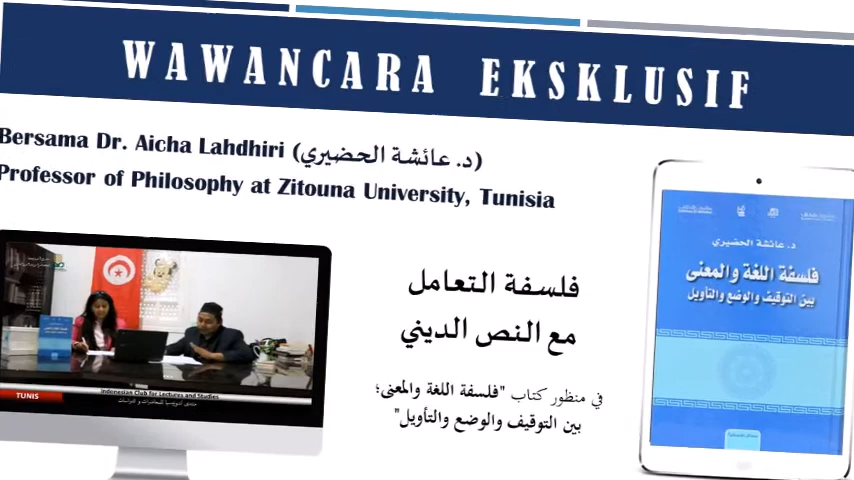 WAWANCARA EKSKLUSIF
Bersama Dr. Aicha Lahdhiri (د. عائشة الحضيري)
Professor of Philosophy at Zitouna University, Tunisia
فلسفة التعامل
مع النص الديني
في منظور كتاب "فلسفة اللغة والمعنى؛
بين التوقيف والوضع والتأويل"
د. عائشة الحضيري
فلسفة اللغة والمعنى
بين التوقيف والوضع والتأويل
TUNIS
Indonesian Club for Lectures and Studies